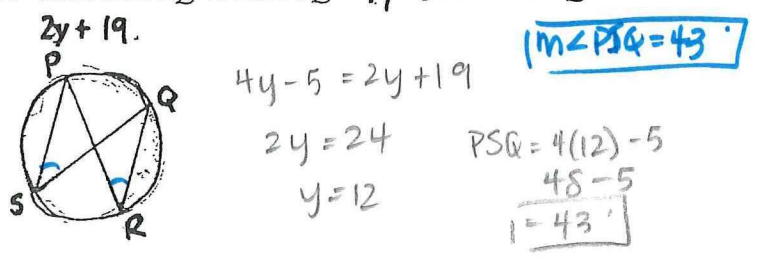 2y + 19.
P
Q
S
R
4y - 5 = 2y + 19
2y = 24
y = 12
m∠PSQ = 43°
PSQ = 4(12) - 5
48 - 5
= 43°